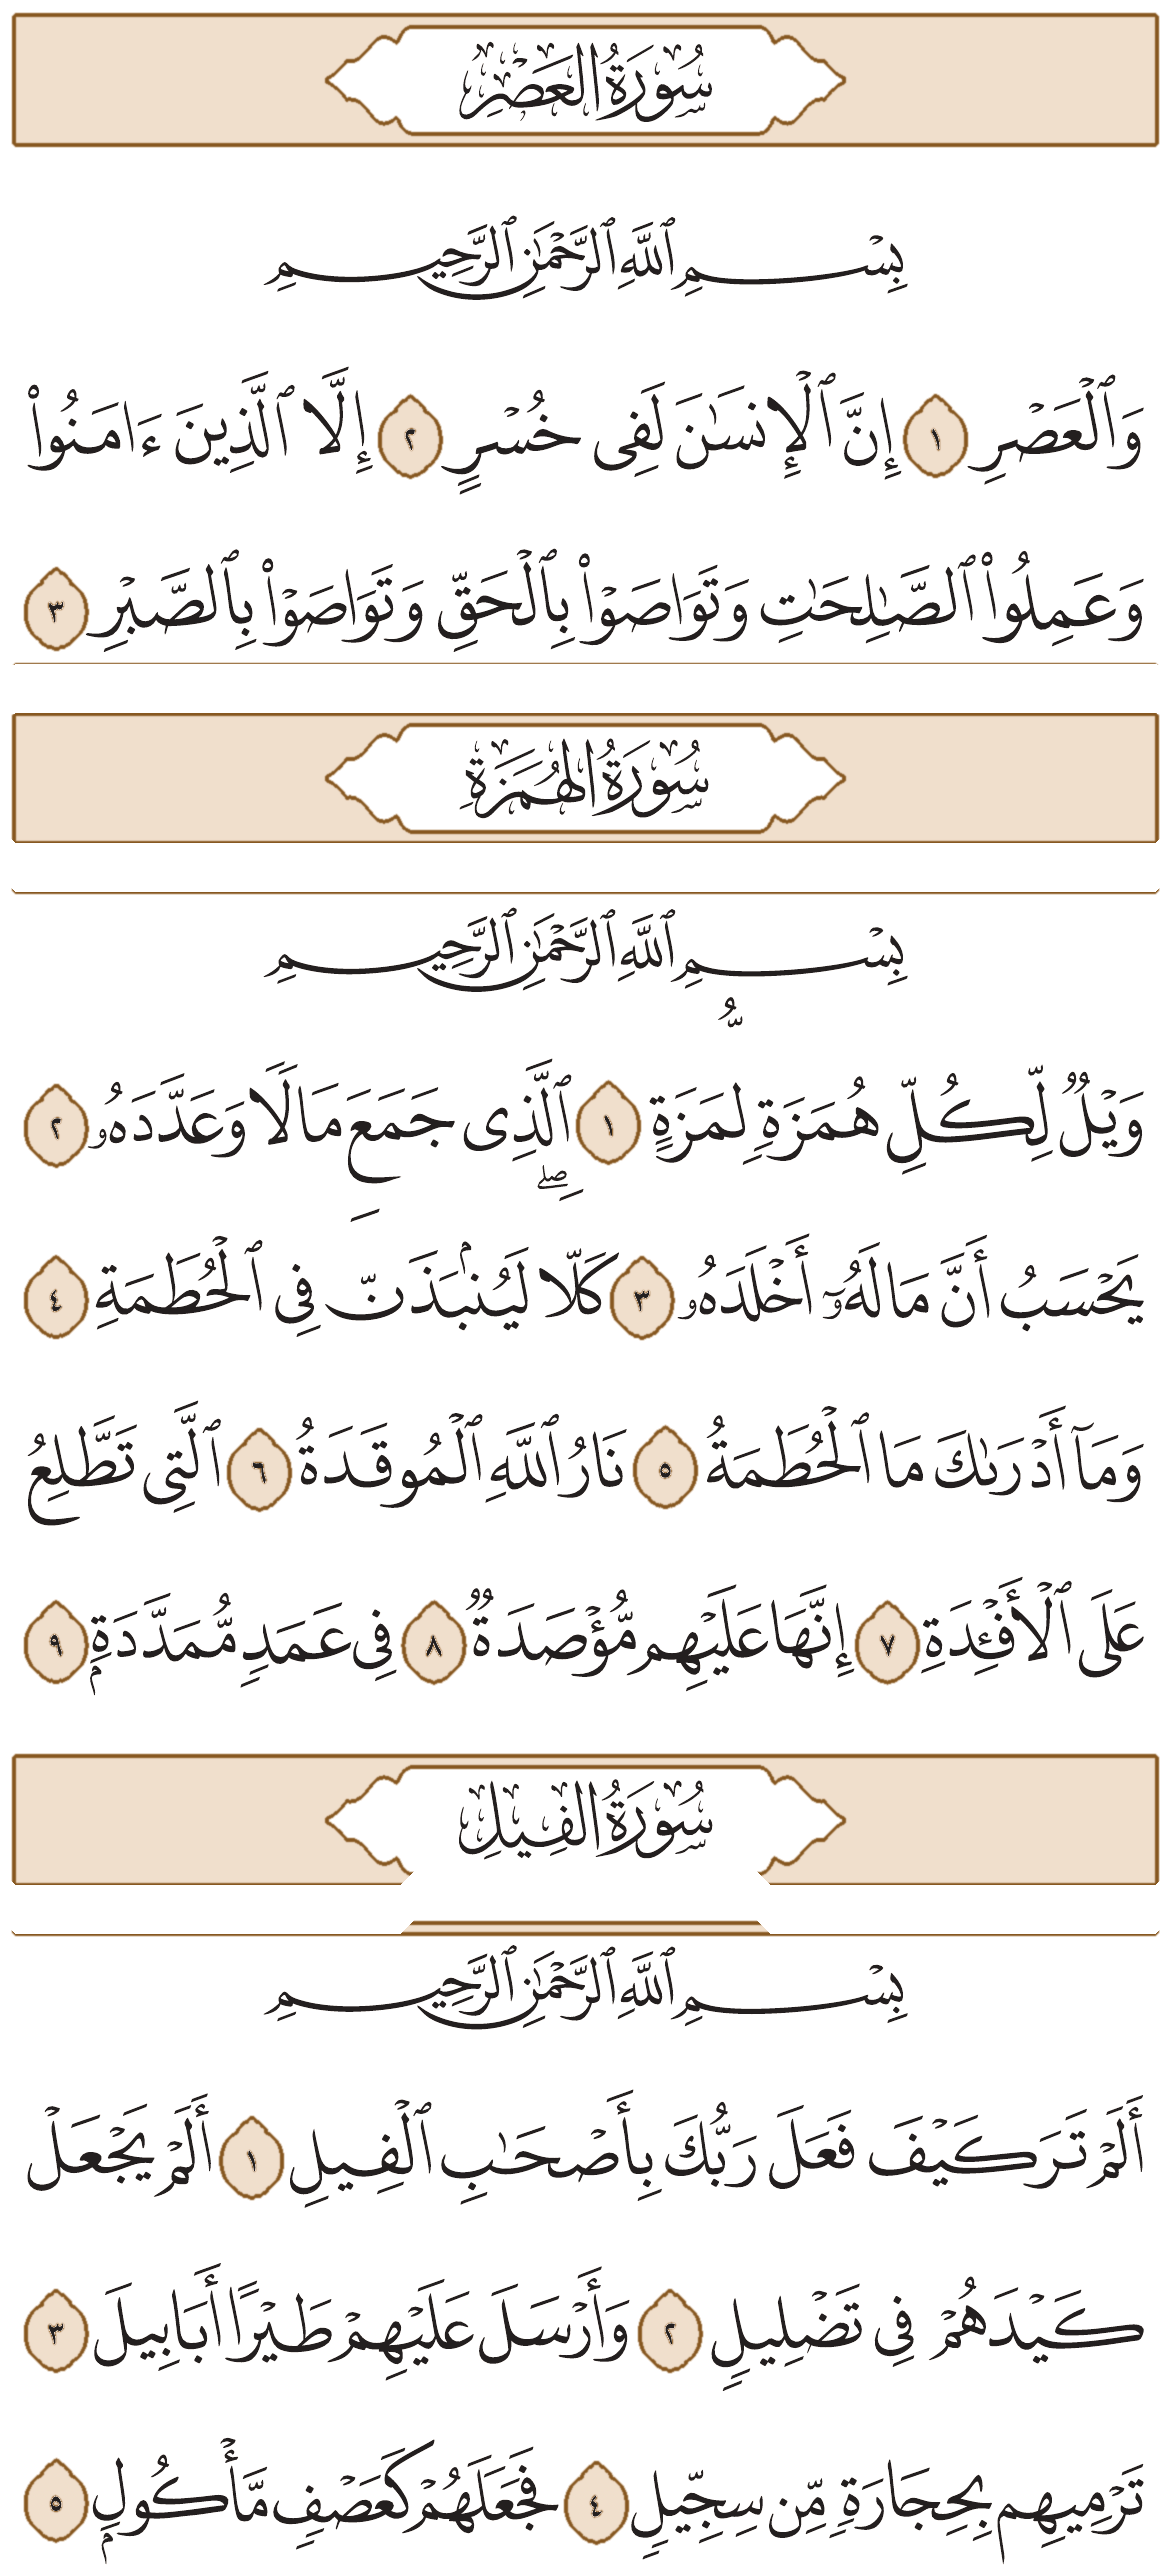 سُورَةُ العَصْرِ
بِسْمِ ٱللَّهِ ٱلرَّحْمَٰنِ ٱلرَّحِيمِ
وَٱلْعَصْرِ ١ إِنَّ ٱلْإِنسَٰنَ لَفِى خُسْرٍ ٢ إِلَّا ٱلَّذِينَ ءَامَنُوا۟
وَعَمِلُوا۟ ٱلصَّٰلِحَٰتِ وَتَوَاصَوْا۟ بِٱلْحَقِّ وَتَوَاصَوْا۟ بِٱلصَّبْرِ ٣
سُورَةُ الهُمَزَةِ
بِسْمِ ٱللَّهِ ٱلرَّحْمَٰنِ ٱلرَّحِيمِ
وَيْلٌ لِّكُلِّ هُمَزَةٍ لُّمَزَةٍ ١ ٱلَّذِى جَمَعَ مَالًا وَعَدَّدَهُۥ ٢
يَحْسَبُ أَنَّ مَالَهُۥٓ أَخْلَدَهُۥ ٣ كَلَّا ۖ لَيُنۢبَذَنَّ فِى ٱلْحُطَمَةِ ٤
وَمَآ أَدْرَىٰكَ مَا ٱلْحُطَمَةُ ٥ نَارُ ٱللَّهِ ٱلْمُوقَدَةُ ٦ ٱلَّتِى تَطَّلِعُ
عَلَى ٱلْأَفْـِٔدَةِ ٧ إِنَّهَا عَلَيْهِم مُّؤْصَدَةٌ ٨ فِى عَمَدٍ مُّمَدَّدَةٍۭ ٩
سُورَةُ الفِيلِ
بِسْمِ ٱللَّهِ ٱلرَّحْمَٰنِ ٱلرَّحِيمِ
أَلَمْ تَرَ كَيْفَ فَعَلَ رَبُّكَ بِأَصْحَٰبِ ٱلْفِيلِ ١ أَلَمْ يَجْعَلْ
كَيْدَهُمْ فِى تَضْلِيلٍ ٢ وَأَرْسَلَ عَلَيْهِمْ طَيْرًا أَبَابِيلَ ٣
تَرْمِيهِم بِحِجَارَةٍ مِّن سِجِّيلٍ ٤ فَجَعَلَهُمْ كَعَصْفٍ مَّأْكُولٍۭ ٥